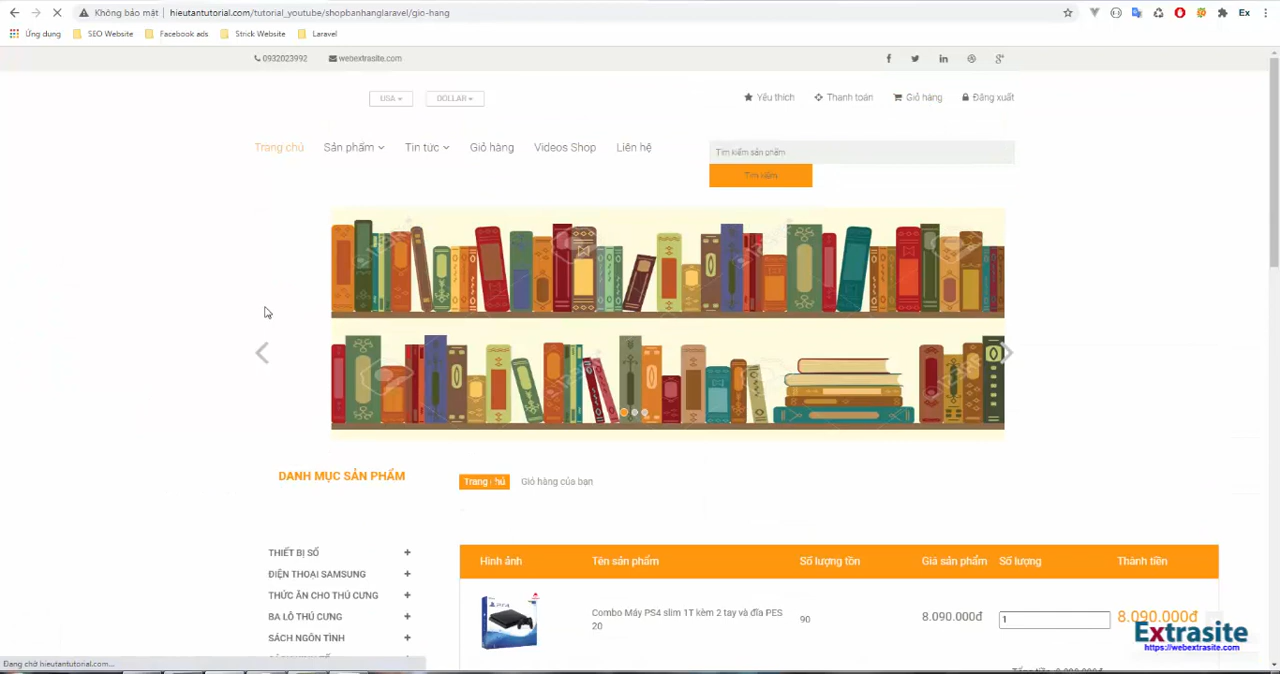 Không bảo mật | hieutantutorial.com/tutorial_youtube/shopbanhanglaravel/gio-hang
Ex
Ứng dụng SEO Website Facebook ads Strick Website Laravel
0932023992 webextrasite.com
USA DOLLAR Yêu thích Thanh toán Giỏ hàng Đăng xuất
Trang chủ Sản phẩm Tin tức Giỏ hàng Videos Shop Liên hệ
Tìm kiếm sản phẩm
Tìm kiếm
DANH MỤC SẢN PHẨM
Trang chủ Giỏ hàng của bạn
THIẾT BỊ SỐ +
ĐIỆN THOẠI SAMSUNG +
THỨC ĂN CHO THÚ CƯNG +
BA LÔ THÚ CƯNG +
SÁCH NGÔN TÌNH +
Hình ảnh Tên sản phẩm Số lượng tồn Giá sản phẩm Số lượng Thành tiền
Combo Máy PS4 slim 1T kèm 2 tay và đĩa PES
20
90 8.090.000đ 1 8.090.000đ
Extrasite
https://webextrasite.com
Đang chờ hieutantutorial.com...